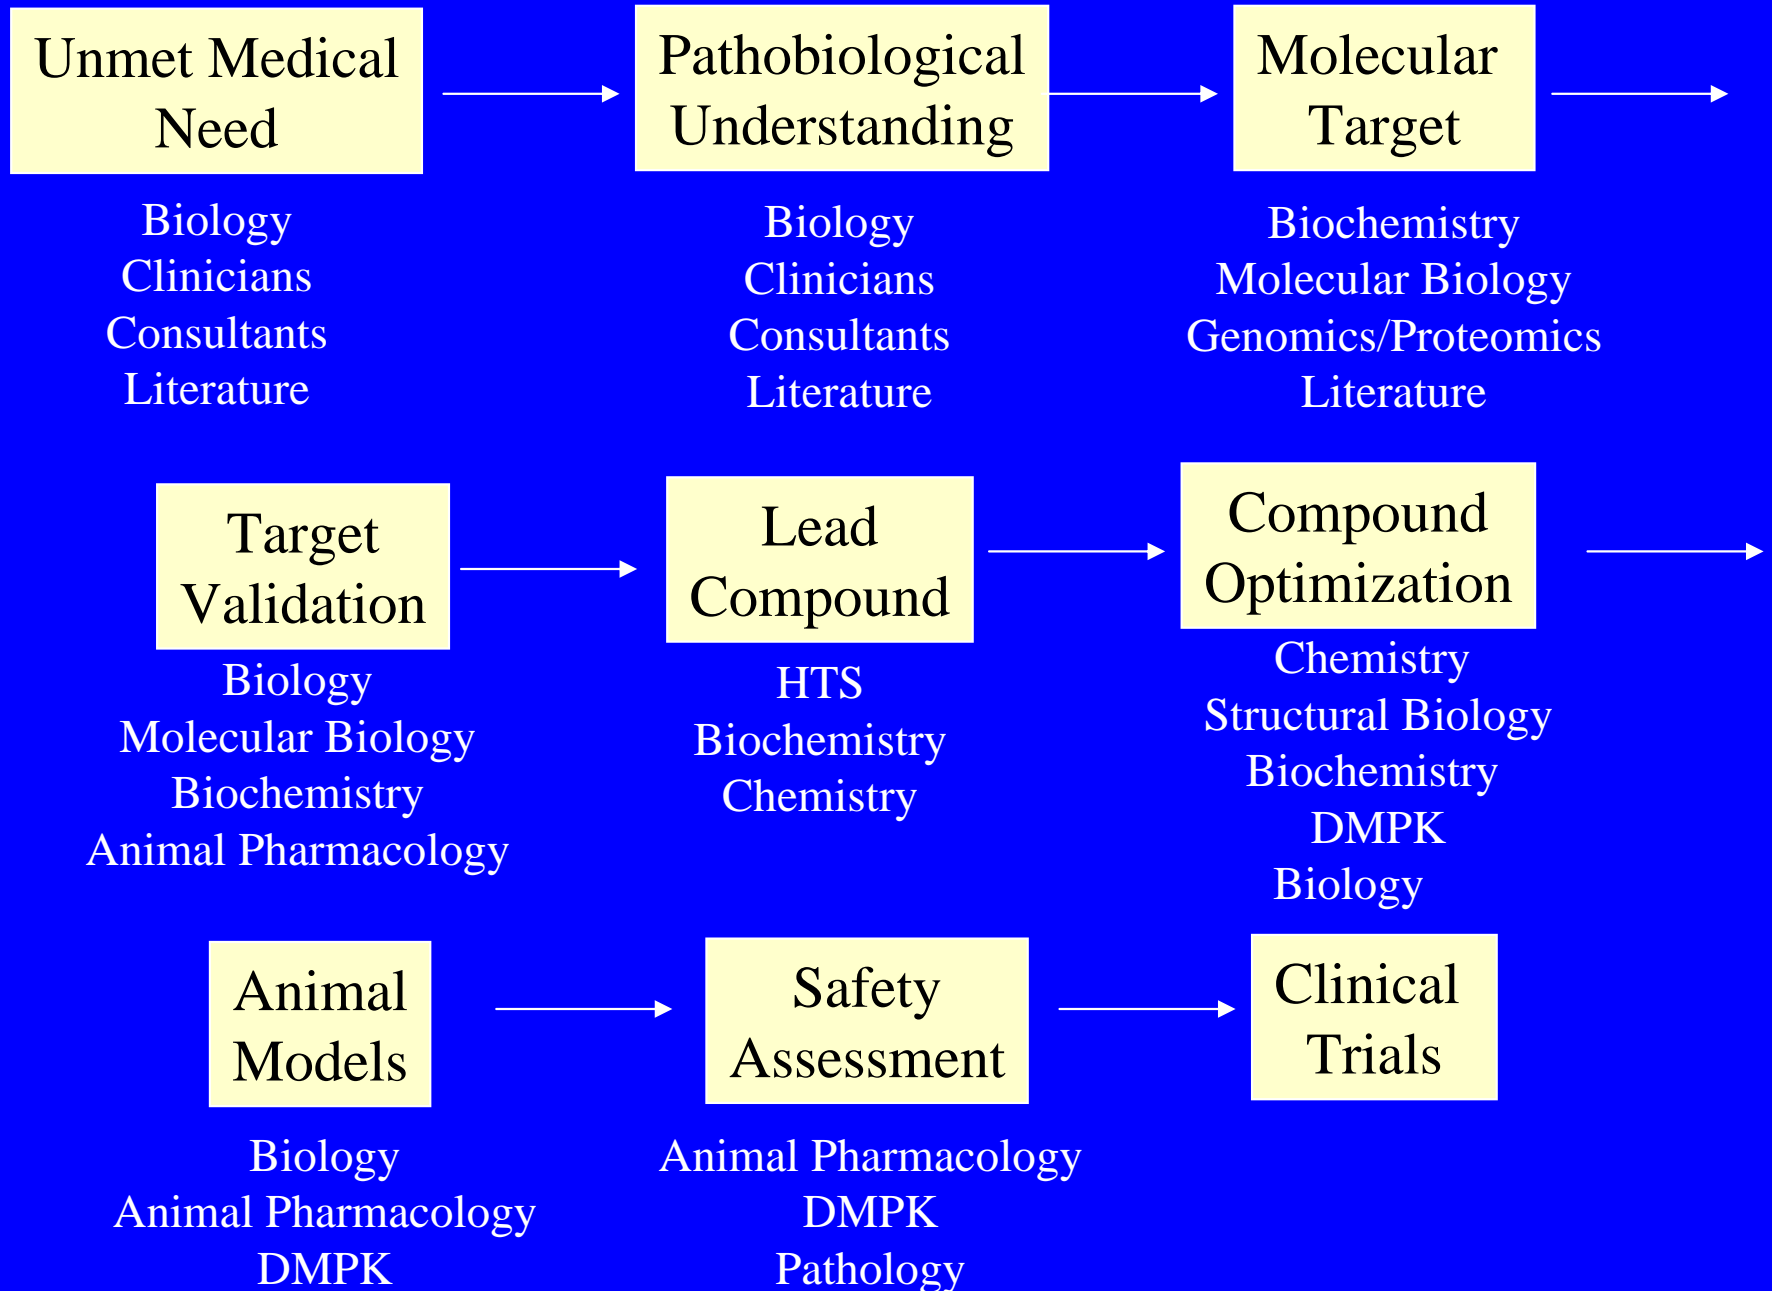 Unmet Medical
Need
Biology
Clinicians
Consultants
Literature
Pathobiological
Understanding
Biology
Clinicians
Consultants
Literature
Molecular
Target
Biochemistry
Molecular Biology
Genomics/Proteomics
Literature
Target
Validation
Biology
Molecular Biology
Biochemistry
Animal Pharmacology
Lead
Compound
HTS
Biochemistry
Chemistry
Compound
Optimization
Chemistry
Structural Biology
Biochemistry
DMPK
Biology
Animal
Models
Biology
Animal Pharmacology
DMPK
Safety
Assessment
Animal Pharmacology
DMPK
Pathology
Clinical
Trials